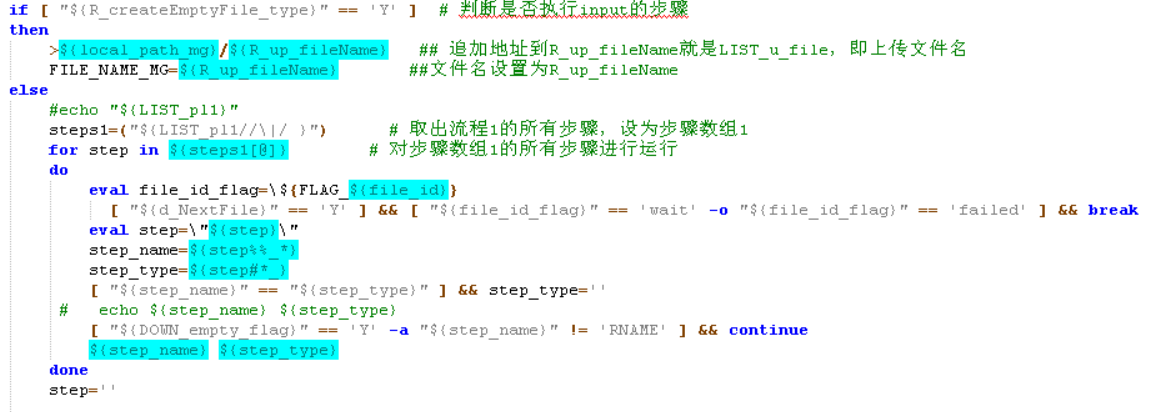 if [ "${R_createEmptyFile_type}" == 'Y' ]  # 判断是否执行input的步骤
then
    >${local_path_mg}/${R_up_fileName}   ## 追加地址到R_up_fileName就是LIST_u_file，即上传文件名
    FILE_NAME_MG=${R_up_fileName}       ##文件名设置为R_up_fileName
else
    #echo "${LIST_pl1}"
    steps1=("${LIST_pl1//\|/ }")      # 取出流程1的所有步骤，设为步骤数组1
    for step in ${steps1[@]}        # 对步骤数组1的所有步骤进行运行
    do
        eval file_id_flag=\${FLAG_${file_id}}
          [ "${d_NextFile}" == 'Y' ] && [ "${file_id_flag}" == 'wait' -o "${file_id_flag}" == 'failed' ] && break
        eval step=\"${step}\"
        step_name=${step%%_*}
        step_type=${step#*_}
        [ "${step_name}" == "${step_type}" ] && step_type=''
     #   echo ${step_name} ${step_type}
        [ "${DOWN_empty_flag}" == 'Y' -a "${step_name}" != 'RNAME' ] && continue
        ${step_name} ${step_type}
    done
    step=''